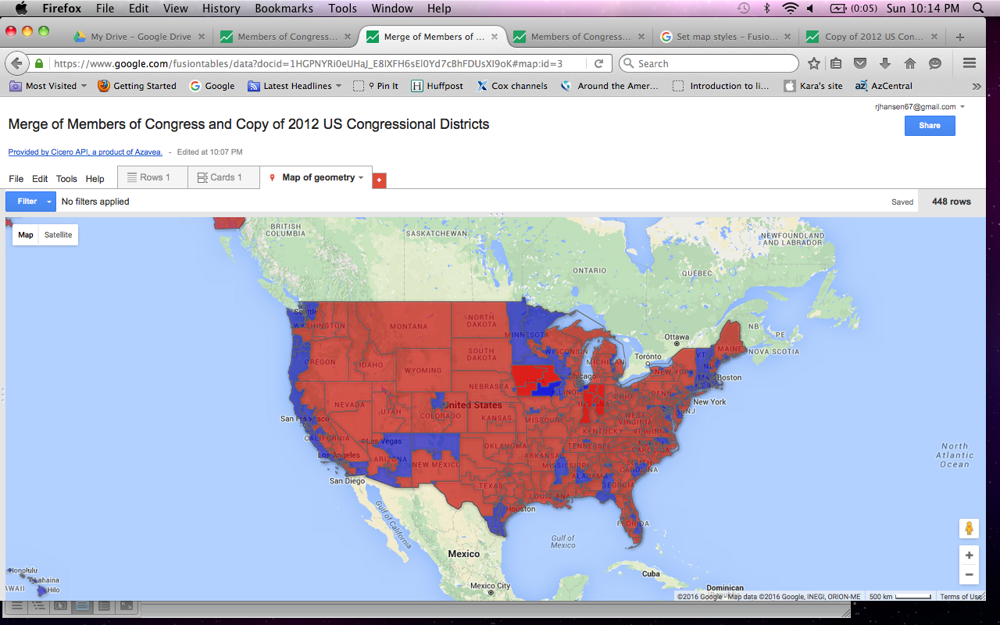 Firefox File Edit View History Bookmarks Tools Window Help (0:05) Sun 10:14 PM
My Drive – Google Drive Members of Congress... Merge of Members of ... Members of Congress... Set map styles – Fusio... Copy of 2012 US Con...
https://www.google.com/fusiontables/data?docid=1HGPNYRi0eUHaJ_E8IXFH6sEl0Yd7cBhFDUsXI9oK#map:id=3 Search
Most Visited Getting Started Google Latest Headlines Pin It Huffpost Cox channels Around the Amer... Introduction to li... Kara's site AzCentral
rjhansen67@gmail.com
Merge of Members of Congress and Copy of 2012 US Congressional Districts
Share
Provided by Cicero API, a product of Azavea. - Edited at 10:07 PM
File Edit Tools Help Rows 1 Cards 1 Map of geometry +
Filter No filters applied Saved 448 rows
Map Satellite
BRITISH COLUMBIA
SASKATCHEWAN
NEWFOUNDLAND AND LABRADOR
ONTARIO
QUEBEC
Seattle
WASHINGTON
MONTANA
NORTH DAKOTA
MINNESOTA
Ottawa
NB
PE
NOVA SCOTIA
MAINE
OREGON
IDAHO
WYOMING
SOUTH DAKOTA
WISCONSIN
MICHIGAN
Toronto
VT
NEW YORK
Boston
NEBRASKA
Chicago
New York
NJ
NEVADA
UTAH
COLORADO
United States
KANSAS
MISSOURI
OHIO
WEST VIRGINIA
VIRGINIA
KENTUCKY
San Francisco
CALIFORNIA
Las Vegas
Los Angeles
ARIZONA
NEW MEXICO
OKLAHOMA
ARKANSAS
TENNESSEE
MISSISSIPPI
ALABAMA
SOUTH CAROLINA
GEORGIA
San Diego
TEXAS
LOUISIANA
Houston
FLORIDA
North Atlantic Ocean
Gulf of California
Gulf of Mexico
Mexico
Mexico City
Cuba
Dominican
Honolulu
Lahaina
Hilo
AWAII
©2016 Google - Map data ©2016 Google, INEGI, ORION-ME 500 km Terms of Use